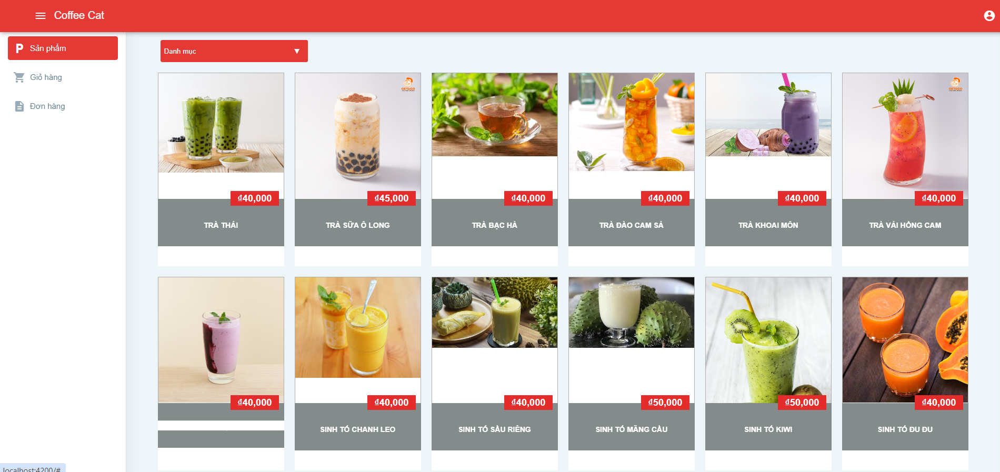 Coffee Cat
P Sản phẩm
Giỏ hàng
Đơn hàng
Danh mục ▼
₫40,000
₫45,000
₫40,000
₫40,000
₫40,000
₫40,000
TRÀ THÁI
TRÀ SỮA Ô LONG
TRÀ BẠC HÀ
TRÀ ĐÀO CAM SẢ
TRÀ KHOAI MÔN
TRÀ VẢI HỒNG CAM
₫40,000
₫40,000
₫40,000
₫50,000
₫50,000
₫40,000
SINH TỐ CHANH LEO
SINH TỐ SẦU RIÊNG
SINH TỐ MÃNG CẦU
SINH TỐ KIWI
SINH TỐ ĐU ĐU
localhost:4200/#